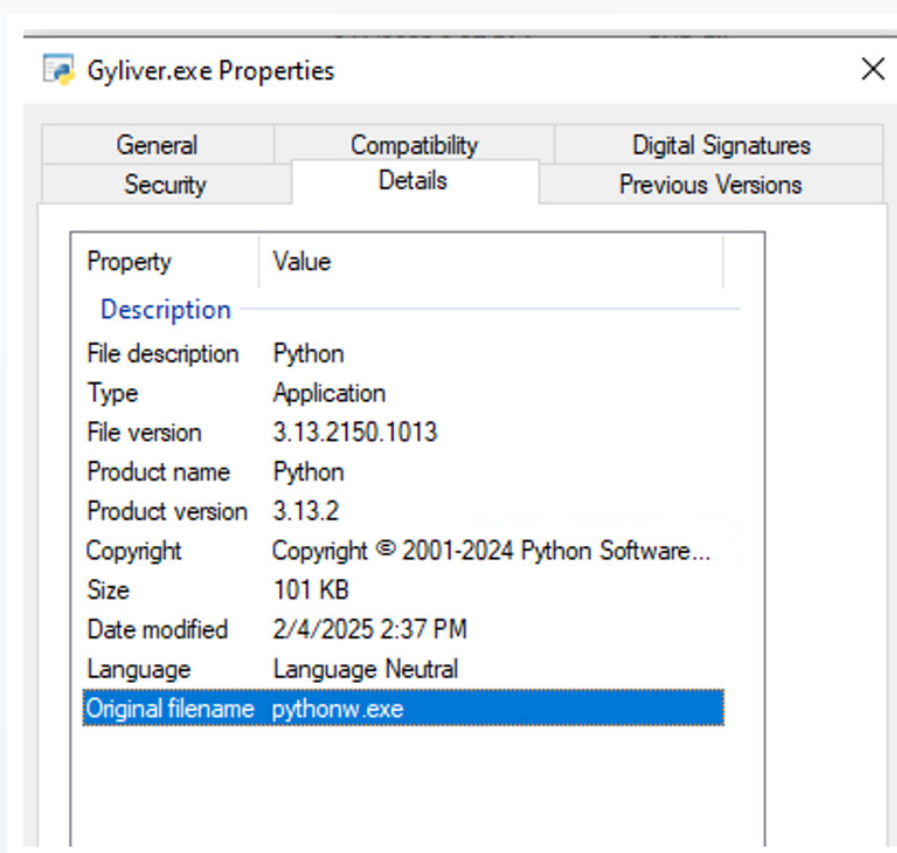 Gyliver.exe Properties
General Compatibility Digital Signatures
Security Details Previous Versions
Property Value
Description
File description Python
Type Application
File version 3.13.2150.1013
Product name Python
Product version 3.13.2
Copyright Copyright © 2001-2024 Python Software...
Size 101 KB
Date modified 2/4/2025 2:37 PM
Language Language Neutral
Original filename pythonw.exe